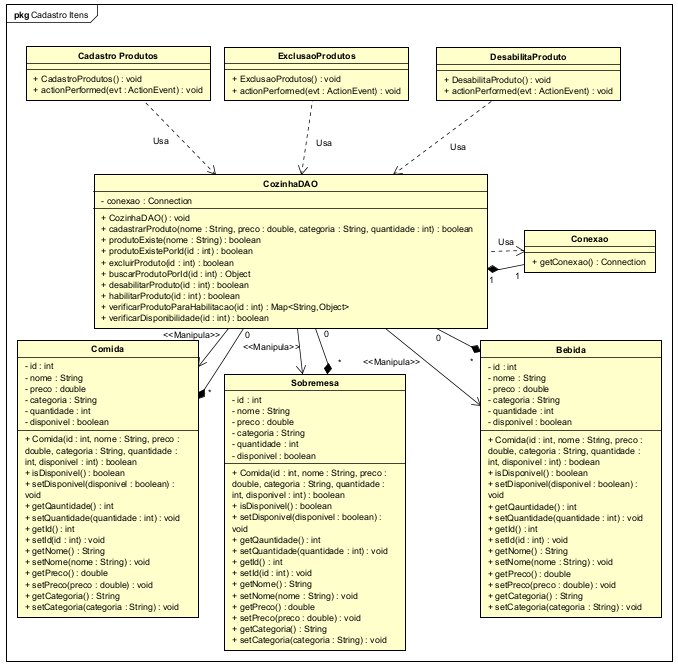 pkg Cadastro Itens
Cadastro Produtos
+ CadastroProdutos() : void
+ actionPerformed(evt : ActionEvent) : void
ExclusaoProdutos
+ ExclusaoProdutos() : void
+ actionPerformed(evt : ActionEvent) : void
DesabilitaProduto
+ DesabilitaProduto() : void
+ actionPerformed(evt : ActionEvent) : void
Usa
Usa
Usa
CozinhaDAO
- conexao : Connection
+ CozinhaDAO() : void
+ cadastrarProduto(nome : String, preco : double, categoria : String, quantidade : int) : boolean
+ produtoExiste(nome : String) : boolean
+ produtoExistePorId(id : int) : boolean
+ excluirProduto(id : int) : boolean
+ buscarProdutoPorId(id : int) : Object
+ desabilitarProduto(id : int) : boolean
+ habilitarProduto(id : int) : boolean
+ verificarProdutoParaHabilitacao(id : int) : Map<String,Object>
+ verificarDisponibilidade(id : int) : boolean
Usa
1
1
Conexao
+ getConexao() : Connection
<<Manipula>>
0
*
<<Manipula>>
0
*
<<Manipula>>
0
*
Comida
- id : int
- nome : String
- preco : double
- categoria : String
- quantidade : int
- disponivel : boolean
+ Comida(id : int, nome : String, preco :
double, categoria : String, quantidade :
int, disponivel : int) : boolean
+ isDisponivel() : boolean
+ setDisponivel(disponivel : boolean) :
void
+ getQauntidade() : int
+ setQuantidade(quantidade : int) : void
+ getId() : int
+ setId(id : int) : void
+ getNome() : String
+ setNome(nome : String) : void
+ getPreco() : double
+ setPreco(preco : double) : void
+ getCategoria() : String
+ setCategoria(categoria : String) : void
Sobremesa
- id : int
- nome : String
- preco : double
- categoria : String
- quantidade : int
- disponivel : boolean
+ Comida(id : int, nome : String, preco :
double, categoria : String, quantidade :
int, disponivel : int) : boolean
+ isDisponivel() : boolean
+ setDisponivel(disponivel : boolean) :
void
+ getQauntidade() : int
+ setQuantidade(quantidade : int) : void
+ getId() : int
+ setId(id : int) : void
+ getNome() : String
+ setNome(nome : String) : void
+ getPreco() : double
+ setPreco(preco : double) : void
+ getCategoria() : String
+ setCategoria(categoria : String) : void
Bebida
- id : int
- nome : String
- preco : double
- categoria : String
- quantidade : int
- disponivel : boolean
+ Comida(id : int, nome : String, preco :
double, categoria : String, quantidade :
int, disponivel : int) : boolean
+ isDisponivel() : boolean
+ setDisponivel(disponivel : boolean) :
void
+ getQauntidade() : int
+ setQuantidade(quantidade : int) : void
+ getId() : int
+ setId(id : int) : void
+ getNome() : String
+ setNome(nome : String) : void
+ getPreco() : double
+ setPreco(preco : double) : void
+ getCategoria() : String
+ setCategoria(categoria : String) : void